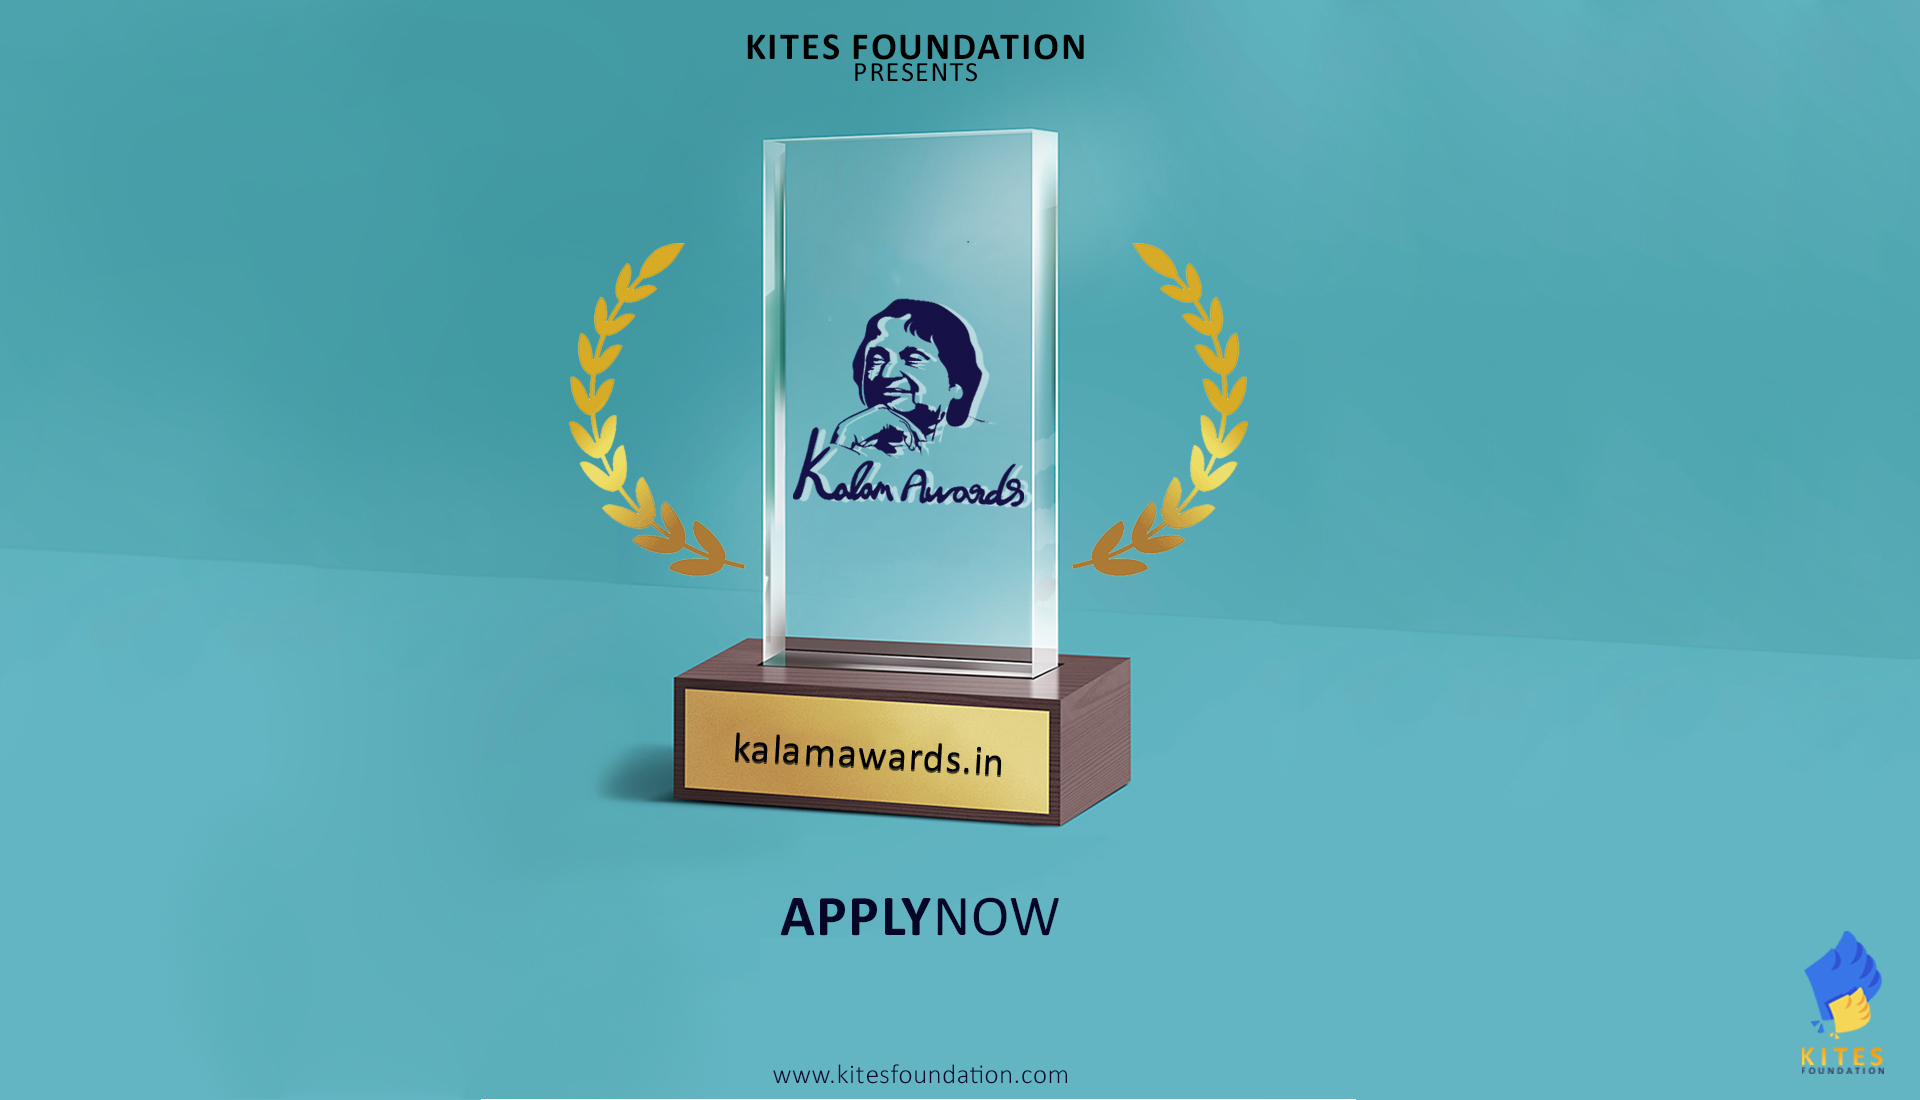 KITES FOUNDATION
PRESENTS
Kalam Awards
kalamawards.in
APPLYNOW
www.kitesfoundation.com
KITES
FOUNDATION